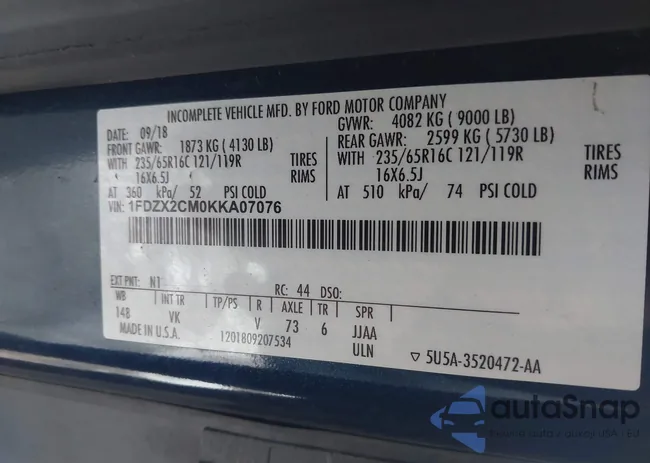 INCOMPLETE VEHICLE MFD. BY FORD MOTOR COMPANY
DATE: 09/18 GVWR: 4082 KG ( 9000 LB)
FRONT GAWR: 1873 KG ( 4130 LB) REAR GAWR: 2599 KG ( 5730 LB)
WITH 235/65R16C 121/119R TIRES WITH 235/65R16C 121/119R TIRES
16X6.5J RIMS 16X6.5J RIMS
AT 360 kPa/ 52 PSI COLD AT 510 kPa/ 74 PSI COLD
VIN: 1FDZX2CM0KKA07076
EXT PNT: N1 RC: 44 DSO:
WB INT TR TP/PS R AXLE TR SPR
148 VK V 73 6 JJAA
MADE IN U.S.A. 1201809207534 ULN ▽ 5U5A-3520472-AA
autoSnap
USA - EU